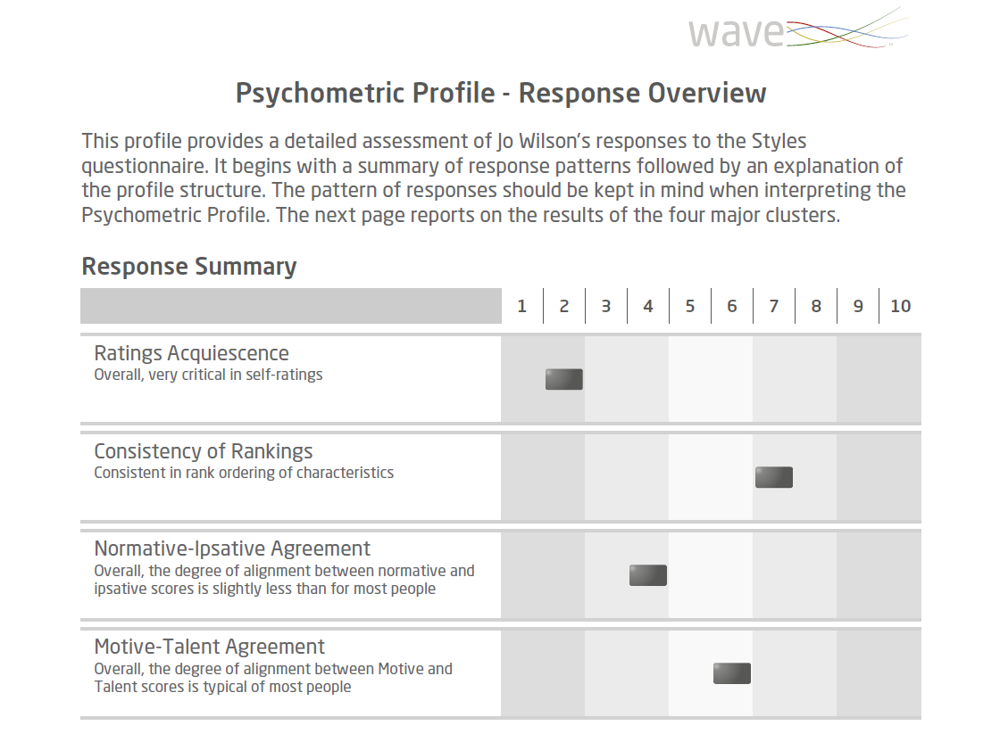 wave
TM
Psychometric Profile - Response Overview
This profile provides a detailed assessment of Jo Wilson's responses to the Styles
questionnaire. It begins with a summary of response patterns followed by an explanation of
the profile structure. The pattern of responses should be kept in mind when interpreting the
Psychometric Profile. The next page reports on the results of the four major clusters.
Response Summary
1 2 3 4 5 6 7 8 9 10
Ratings Acquiescence
Overall, very critical in self-ratings
Consistency of Rankings
Consistent in rank ordering of characteristics
Normative-Ipsative Agreement
Overall, the degree of alignment between normative and
ipsative scores is slightly less than for most people
Motive-Talent Agreement
Overall, the degree of alignment between Motive and
Talent scores is typical of most people